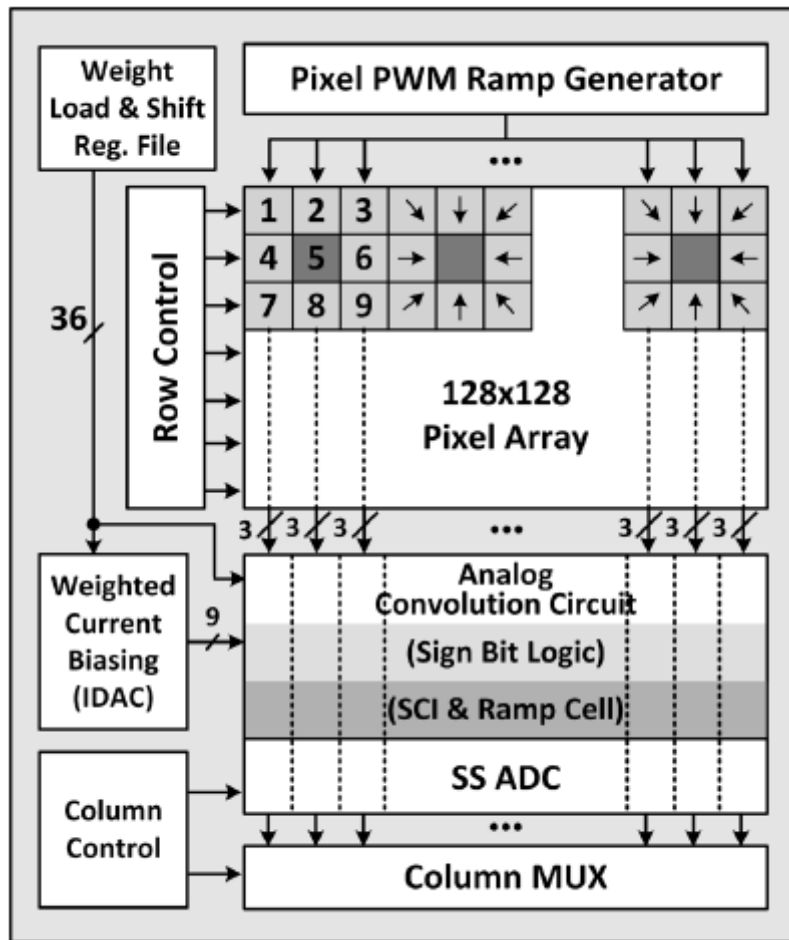 Weight
Load & Shift
Reg. File
Pixel PWM Ramp Generator
•••
1 2 3
4 5 6
7 8 9
Row Control
36
128x128
Pixel Array
3 3 3 ••• 3 3 3
Weighted
Current
Biasing
(IDAC)
9
Analog
Convolution Circuit
(Sign Bit Logic)
(SCI & Ramp Cell)
SS ADC
Column
Control
•••
Column MUX